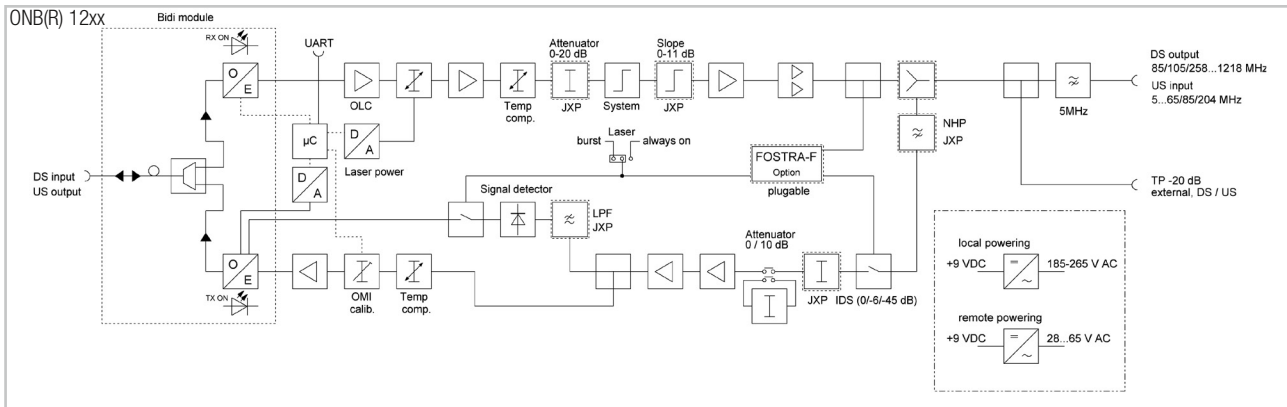 ONB(R) 12xx
Bidi module
RX ON
O
E
UART
OLC
Temp
comp.
Attenuator
0-20 dB
JXP
System
Slope
0-11 dB
JXP
5MHz
DS output
85/105/258...1218 MHz
US input
5...65/85/204 MHz
µC
D
A
Laser power
D
A
Laser
burst
always on
FOSTRA-F
Option
plugable
NHP
JXP
DS input
US output
TP -20 dB
external, DS / US
Signal detector
LPF
JXP
Attenuator
0 / 10 dB
O
E
TX ON
OMI
calib.
Temp
comp.
JXP
IDS (0/-6/-45 dB)
local powering
+9 VDC
185-265 V AC
remote powering
+9 VDC
28...65 V AC